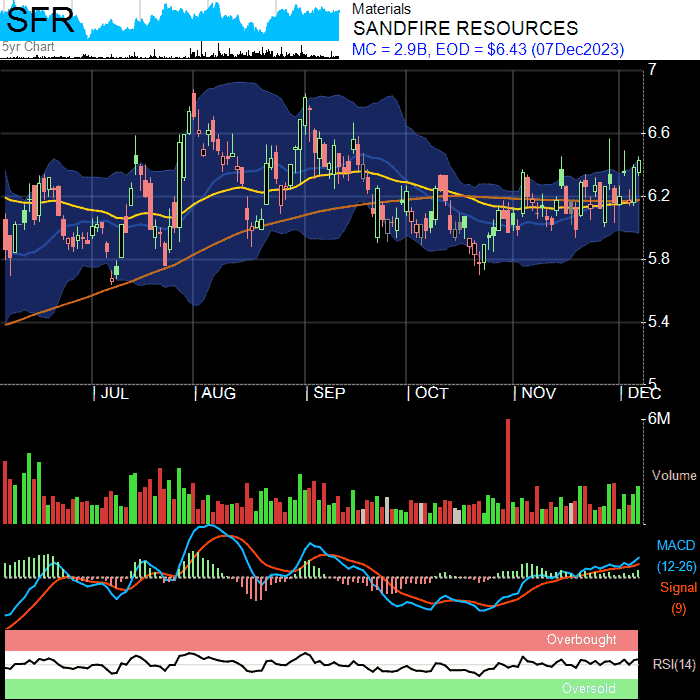 SFR
5yr Chart
Materials
SANDFIRE RESOURCES
MC = 2.9B, EOD = $6.43 (07Dec2023)
7
6.6
6.2
5.8
5.4
5
JUL AUG SEP OCT NOV DEC
6M
Volume
MACD
(12-26)
Signal
(9)
Overbought
RSI(14)
Oversold